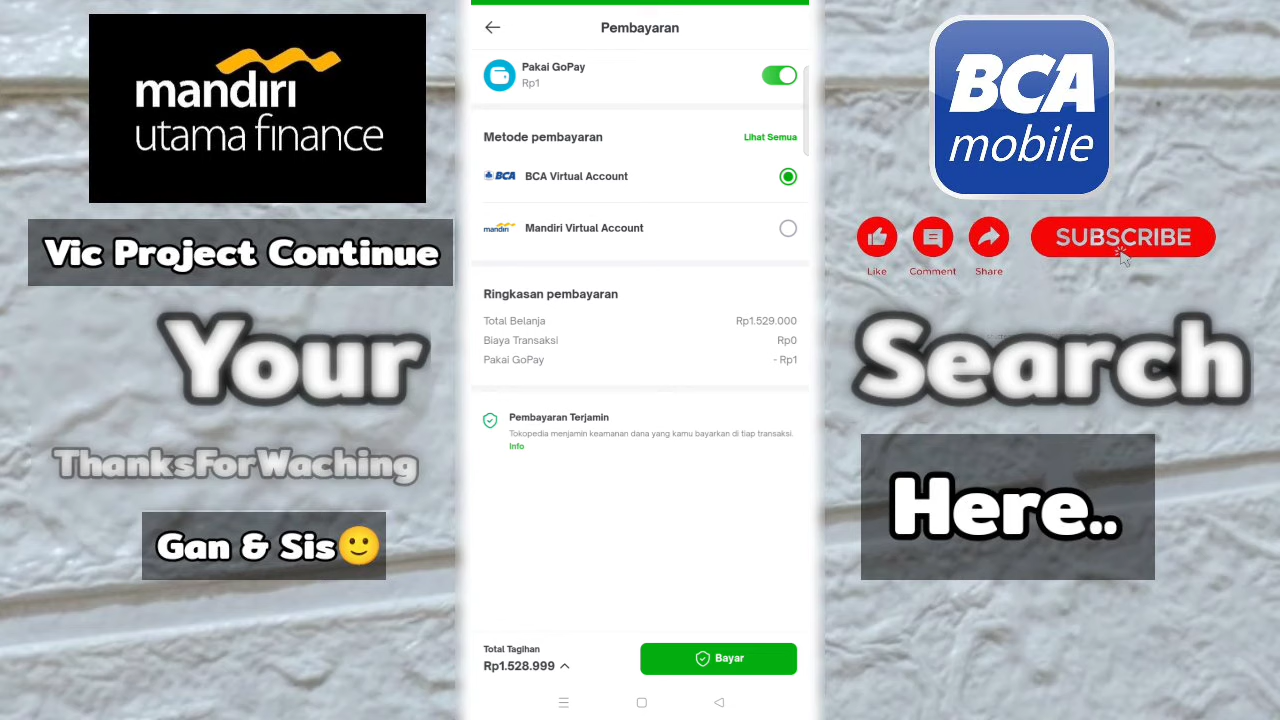 mandiri
utama finance
Vic Project Continue
Your
ThanksForWaching
Gan & Sis🙂
Pembayaran
Pakai GoPay
Rp1
Metode pembayaran
Lihat Semua
BCA
BCA Virtual Account
mandiri
Mandiri Virtual Account
Ringkasan pembayaran
Total Belanja Rp1.529.000
Biaya Transaksi Rp0
Pakai GoPay - Rp1
Pembayaran Terjamin
Tokopedia menjamin keamanan dana yang kamu bayarkan di tiap transaksi.
Info
Total Tagihan
Rp1.528.999
Bayar
BCA
mobile
Like
Comment
Share
SUBSCRIBE
Search
Here..